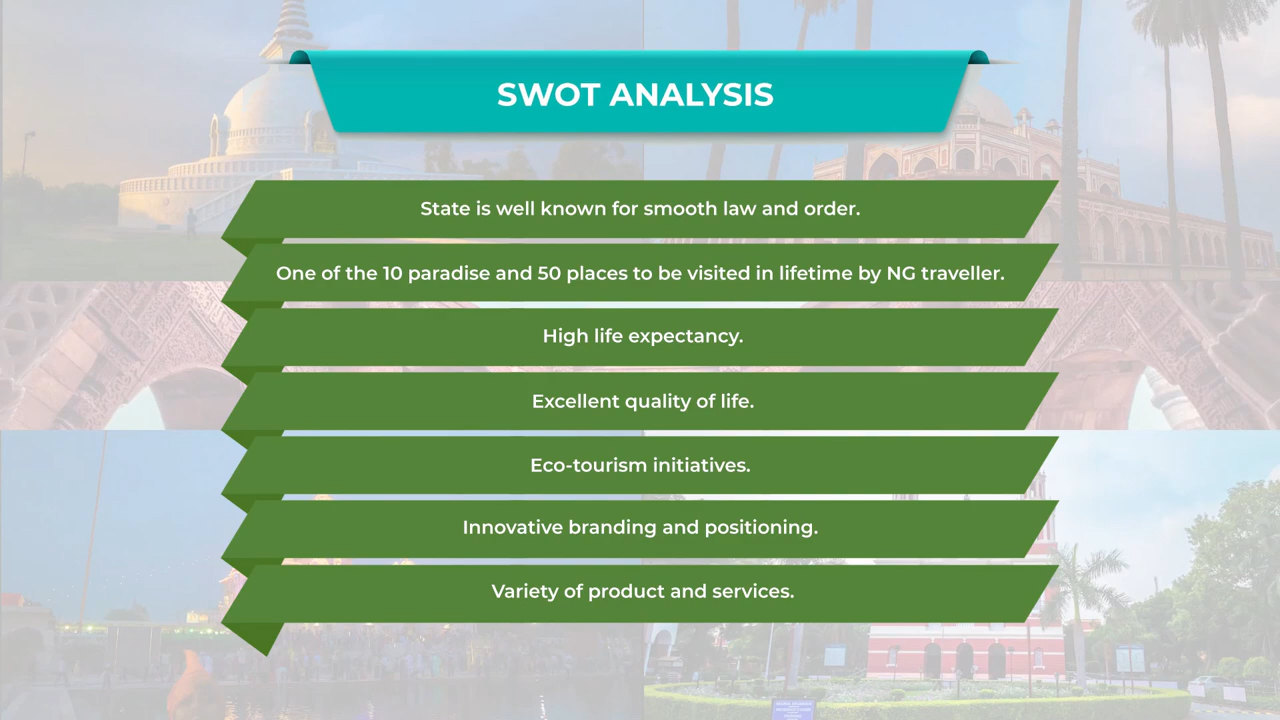 SWOT ANALYSIS
State is well known for smooth law and order.
One of the 10 paradise and 50 places to be visited in lifetime by NG traveller.
High life expectancy.
Excellent quality of life.
Eco-tourism initiatives.
Innovative branding and positioning.
Variety of product and services.